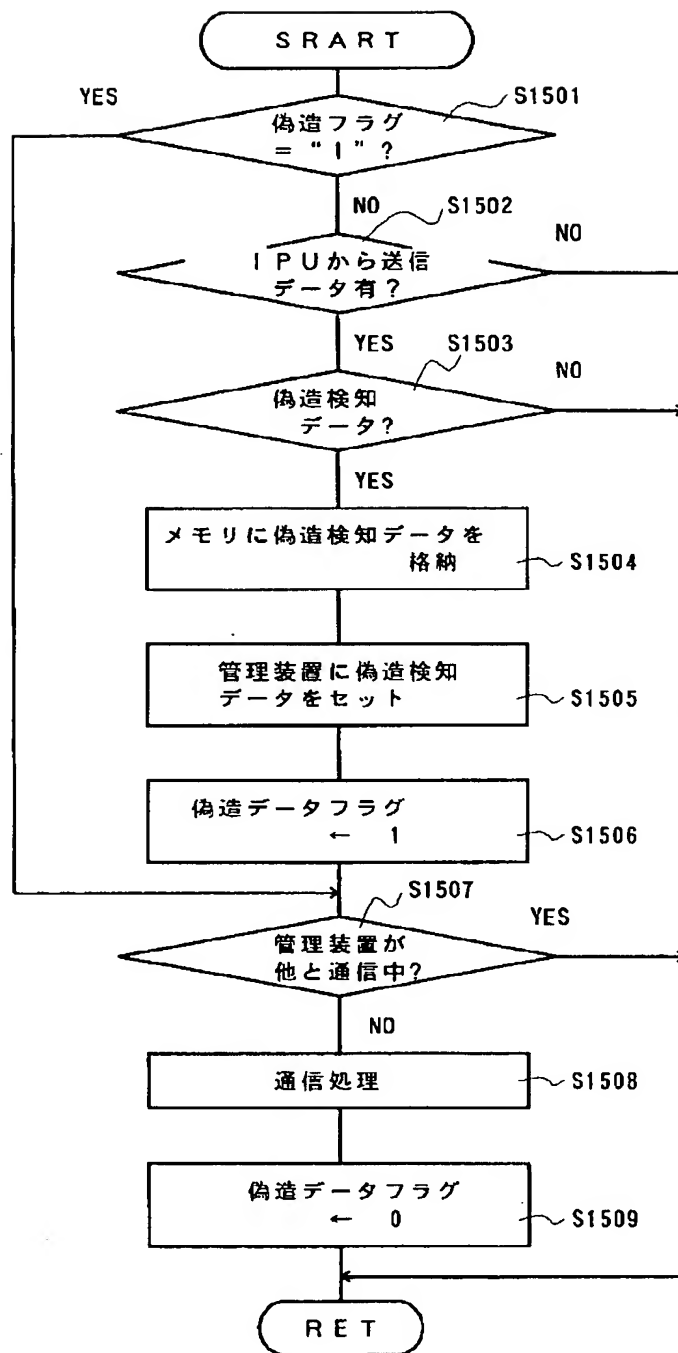 SRART
YES
S1501
偽造フラグ
= “1”?
NO
S1502
NO
IPUから送信
データ有?
YES
S1503
NO
偽造検知
データ?
YES
メモリに偽造検知データを
格納
S1504
管理装置に偽造検知
データをセット
S1505
偽造データフラグ
← 1
S1506
S1507
YES
管理装置が
他と通信中?
NO
通信処理
S1508
偽造データフラグ
← 0
S1509
RET